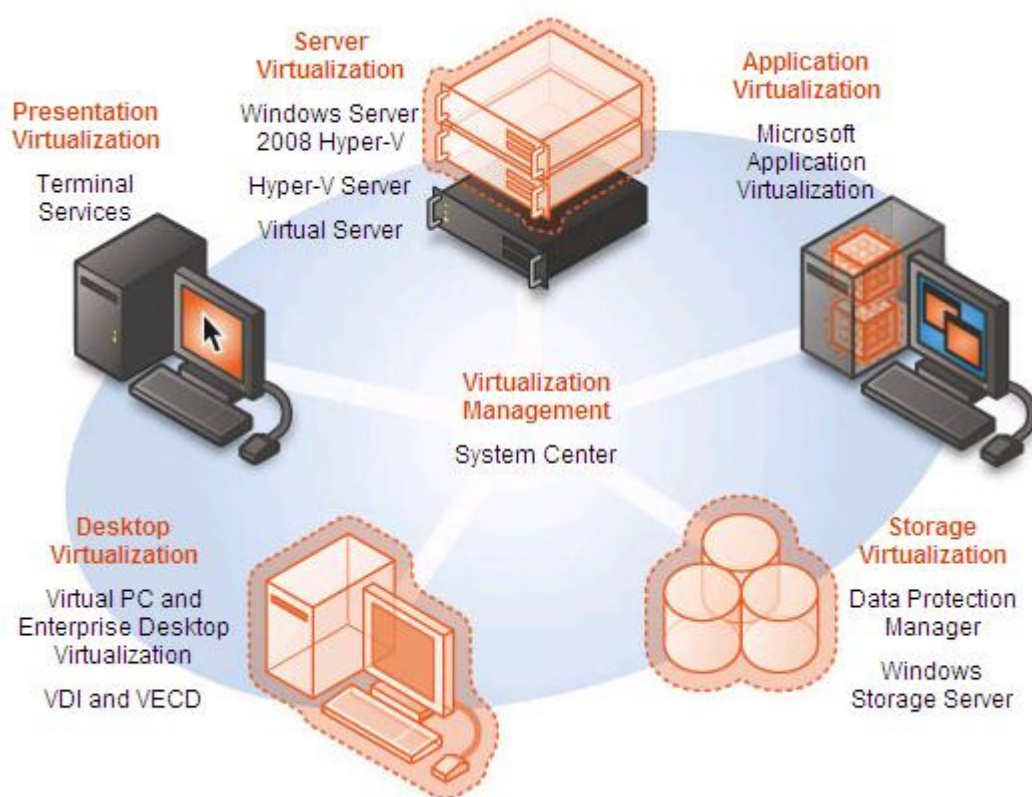 Server
Virtualization
Windows Server
2008 Hyper-V
Hyper-V Server
Virtual Server
Application
Virtualization
Microsoft
Application
Virtualization
Presentation
Virtualization
Terminal
Services
Virtualization
Management
System Center
Desktop
Virtualization
Virtual PC and
Enterprise Desktop
Virtualization
VDI and VECD
Storage
Virtualization
Data Protection
Manager
Windows
Storage Server